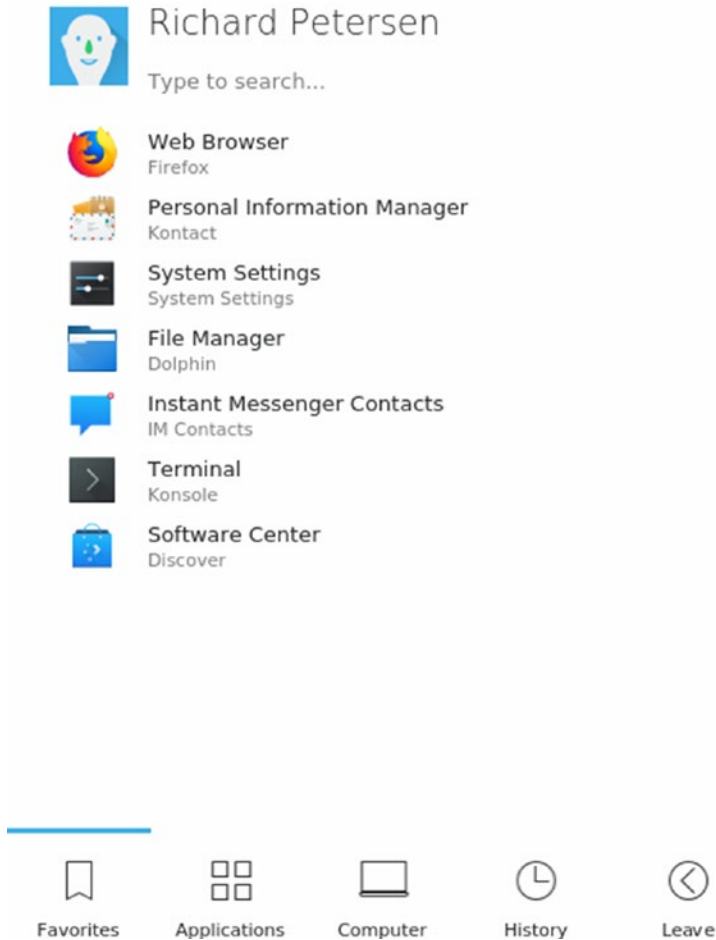 Richard Petersen
Type to search...
Web Browser
Firefox
Personal Information Manager
Kontact
System Settings
System Settings
File Manager
Dolphin
Instant Messenger Contacts
IM Contacts
Terminal
Konsole
Software Center
Discover
Favorites Applications Computer History Leave